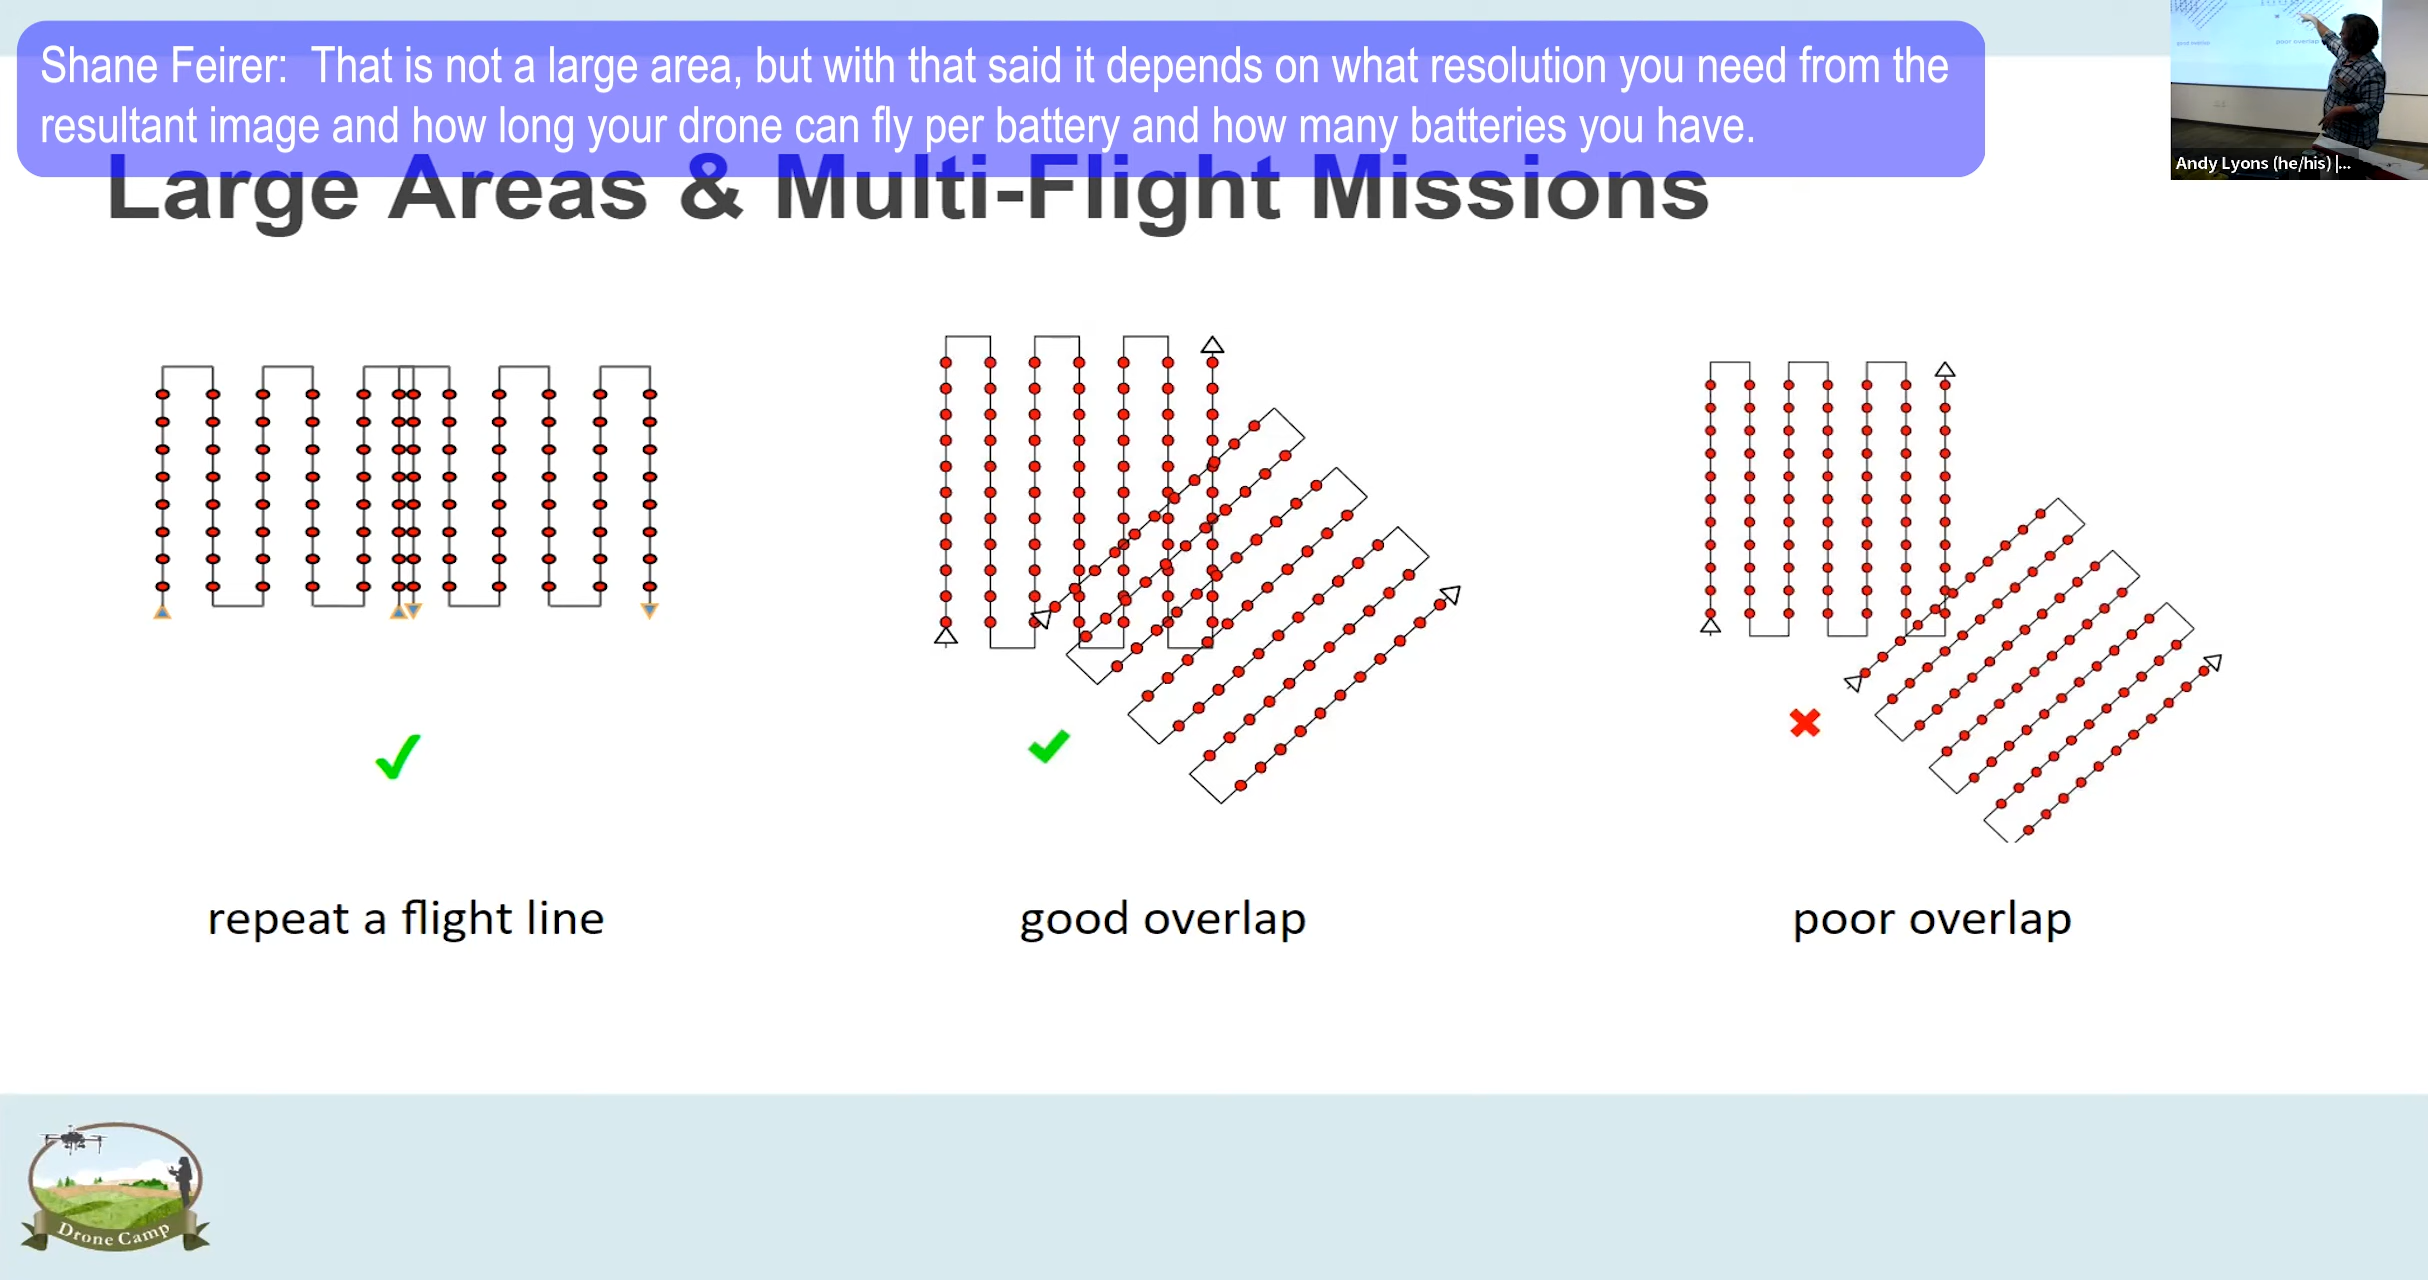 Shane Feirer: That is not a large area, but with that said it depends on what resolution you need from the
resultant image and how long your drone can fly per battery and how many batteries you have.
Andy Lyons (he/his) |...
Large Areas & Multi-Flight Missions
repeat a flight line
good overlap
poor overlap
Drone Camp